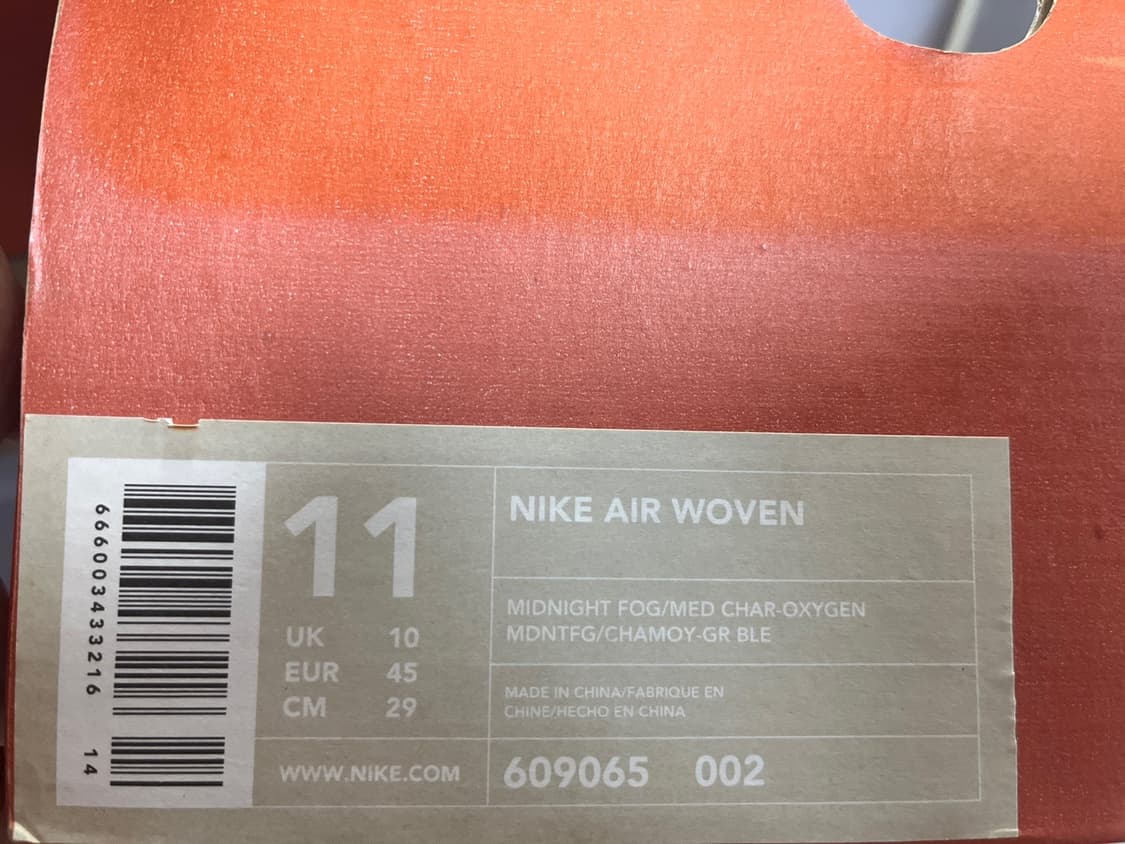 666003433216 14
11
UK 10
EUR 45
CM 29
WWW.NIKE.COM
NIKE AIR WOVEN
MIDNIGHT FOG/MED CHAR-OXYGEN
MDNTFG/CHAMOY-GR BLE
MADE IN CHINA/FABRIQUE EN
CHINE/HECHO EN CHINA
609065 002